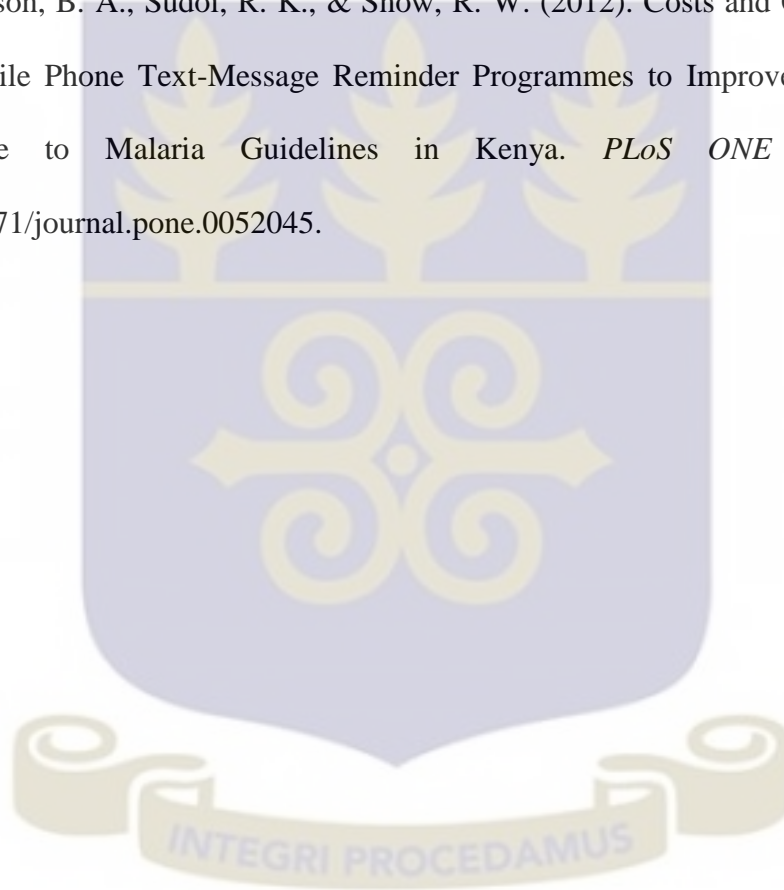 son, B. A., Sudoi, R. K., & Snow, R. W. (2012). Costs and
ile Phone Text-Message Reminder Programmes to Improve
e to Malaria Guidelines in Kenya. PLoS ONE
71/journal.pone.0052045.
INTEGRI PROCEDAMUS